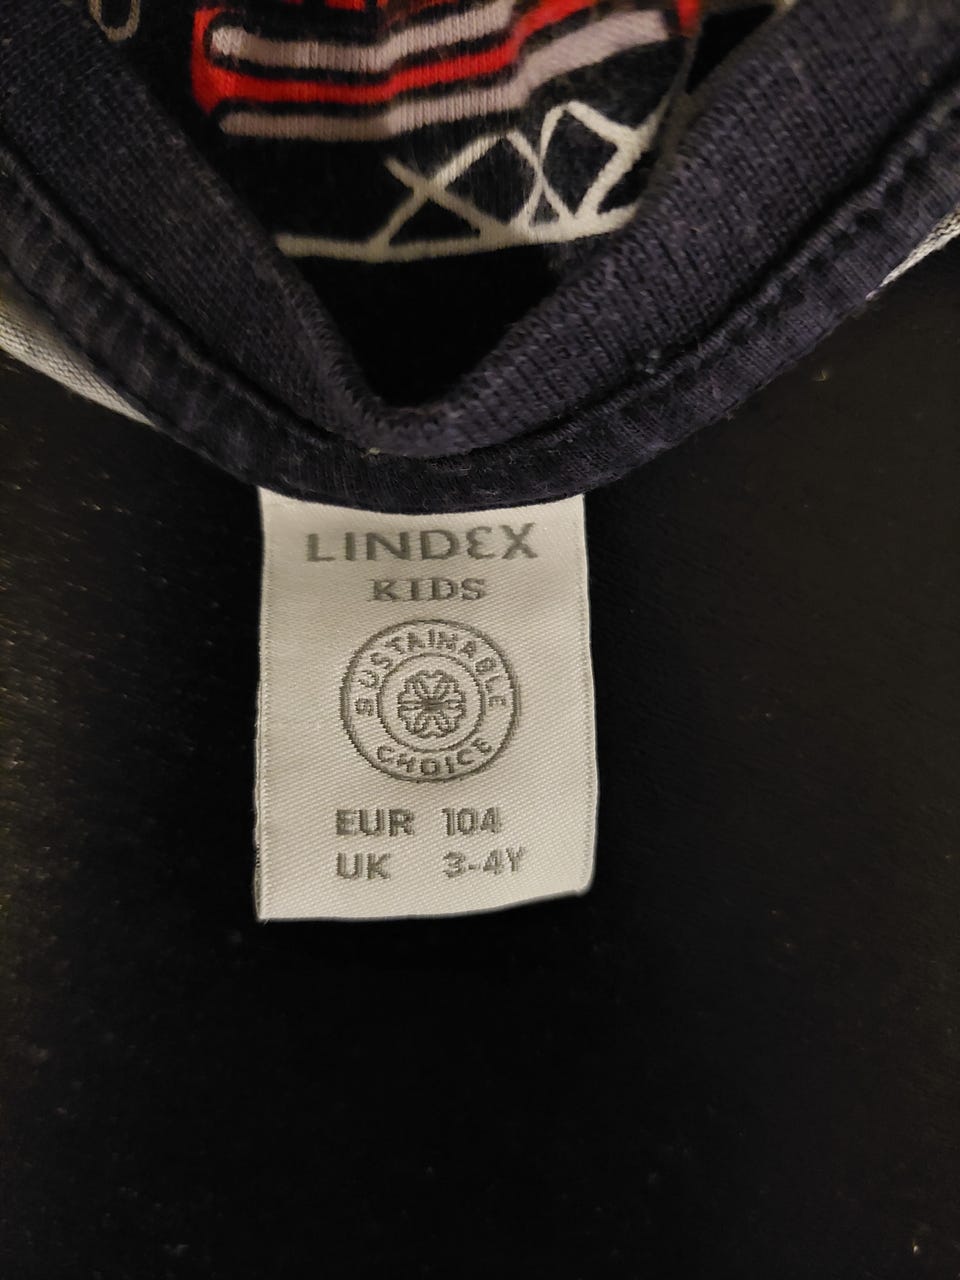 LINDEX
KIDS
SUSTAINABLE
CHOICE
EUR 104
UK 3-4Y